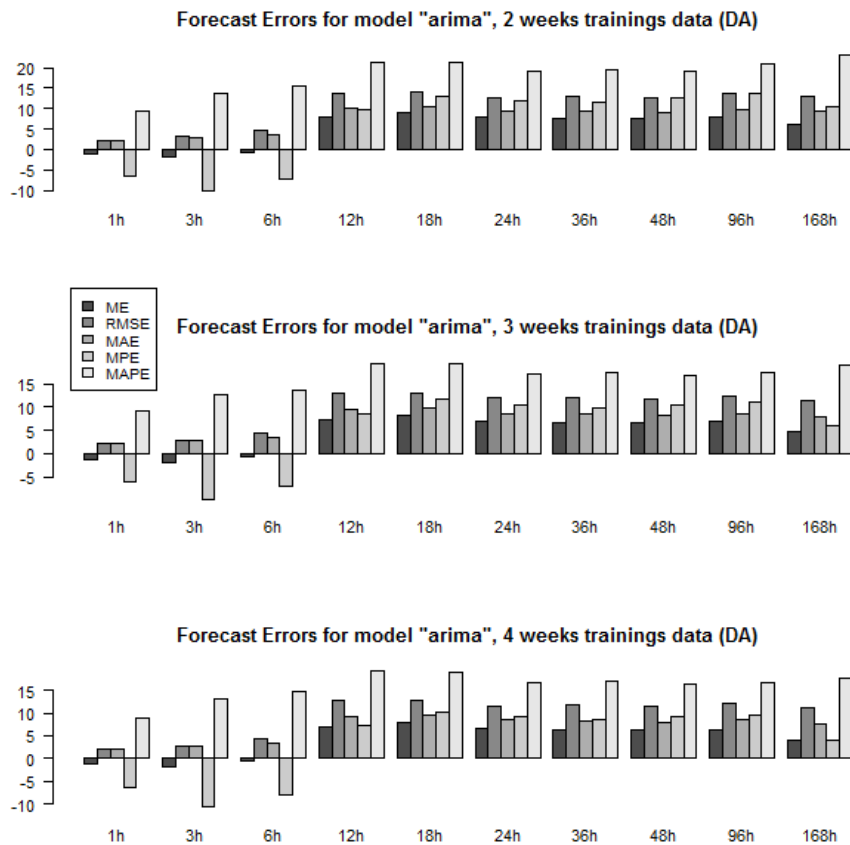 Forecast Errors for model "arima", 2 weeks trainings data (DA)
20
15
10
5
0
-5
-10
1h 3h 6h 12h 18h 24h 36h 48h 96h 168h
ME
RMSE
MAE
MPE
MAPE
Forecast Errors for model "arima", 3 weeks trainings data (DA)
15
10
5
0
-5
1h 3h 6h 12h 18h 24h 36h 48h 96h 168h
Forecast Errors for model "arima", 4 weeks trainings data (DA)
15
10
5
0
-5
-10
1h 3h 6h 12h 18h 24h 36h 48h 96h 168h